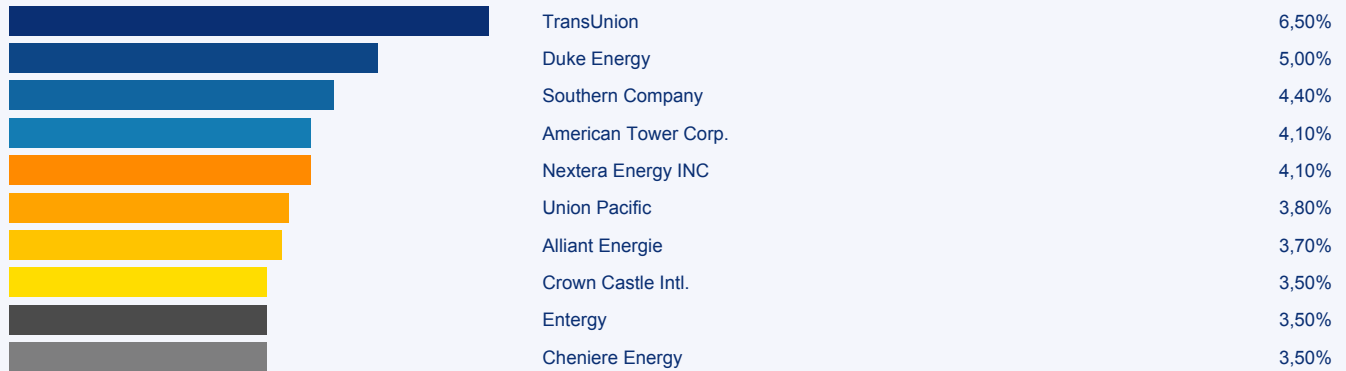 TransUnion 6,50%
Duke Energy 5,00%
Southern Company 4,40%
American Tower Corp. 4,10%
Nextera Energy INC 4,10%
Union Pacific 3,80%
Alliant Energie 3,70%
Crown Castle Intl. 3,50%
Entergy 3,50%
Cheniere Energy 3,50%